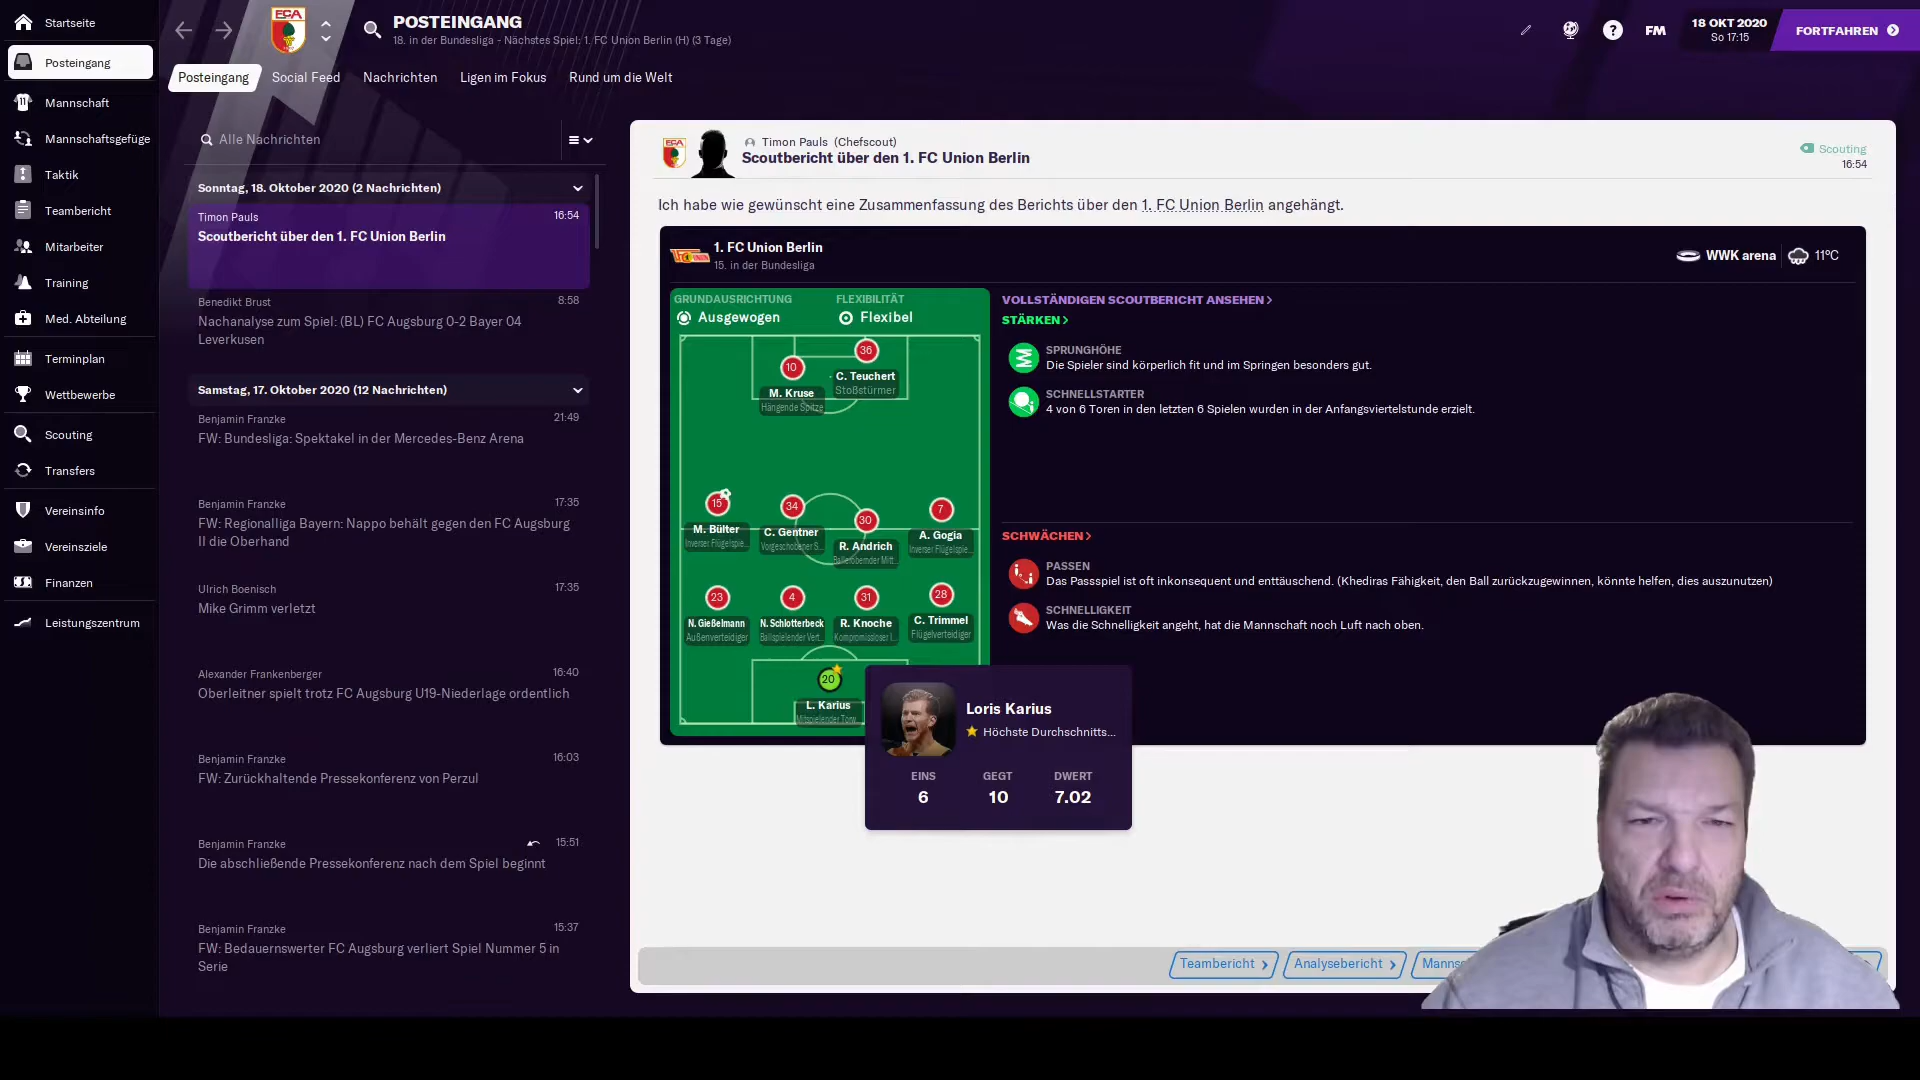 Startseite
Posteingang
Mannschaft
Mannschaftsgefüge
Taktik
Teambericht
Mitarbeiter
Training
Med. Abteilung
Terminplan
Wettbewerbe
Scouting
Transfers
Vereinsinfo
Vereinsziele
Finanzen
Leistungszentrum
POSTEINGANG
18. in der Bundesliga - Nächstes Spiel: 1. FC Union Berlin (H) (3 Tage)
FM
18 OKT 2020
So 17:15
FORTFAHREN
Posteingang Social Feed Nachrichten Ligen im Fokus Rund um die Welt
Alle Nachrichten
Sonntag, 18. Oktober 2020 (2 Nachrichten)
Timon Pauls 16:54
Scoutbericht über den 1. FC Union Berlin
Benedikt Brust 8:58
Nachanalyse zum Spiel: (BL) FC Augsburg 0-2 Bayer 04
Leverkusen
Samstag, 17. Oktober 2020 (12 Nachrichten)
Benjamin Franzke 21:49
FW: Bundesliga: Spektakel in der Mercedes-Benz Arena
Benjamin Franzke 17:35
FW: Regionalliga Bayern: Nappo behält gegen den FC Augsburg
II die Oberhand
Ulrich Boenisch 17:35
Mike Grimm verletzt
Alexander Frankenberger 16:40
Oberleitner spielt trotz FC Augsburg U19-Niederlage ordentlich
Benjamin Franzke 16:03
FW: Zurückhaltende Pressekonferenz von Perzul
Benjamin Franzke 15:51
Die abschließende Pressekonferenz nach dem Spiel beginnt
Benjamin Franzke 15:37
FW: Bedauernswerter FC Augsburg verliert Spiel Nummer 5 in
Serie
Timon Pauls (Chefscout)
Scoutbericht über den 1. FC Union Berlin
Scouting
16:54
Ich habe wie gewünscht eine Zusammenfassung des Berichts über den 1. FC Union Berlin angehängt.
1. FC Union Berlin
15. in der Bundesliga
WWK arena 11°C
GRUNDAUSRICHTUNG FLEXIBILITÄT
Ausgewogen Flexibel
36
C. Teuchert
Stoßstürmer
10
M. Kruse
Hängende Spitze
15 34 30 7
M. Bülter C. Gentner R. Andrich A. Gogia
Inverser Flügelspie... Vorgeschobener S... Ballerobernder Mitt... Inverser Flügelspie...
23 4 31 28
N. Gießelmann N. Schlotterbeck R. Knoche C. Trimmel
Außenverteidiger Ballspielender Vert... Kompromissloser I... Flügelverteidiger
20
L. Karius
Mitspielender Torw...
VOLLSTÄNDIGEN SCOUTBERICHT ANSEHEN
STÄRKEN
SPRUNGHÖHE
Die Spieler sind körperlich fit und im Springen besonders gut.
SCHNELLSTARTER
4 von 6 Toren in den letzten 6 Spielen wurden in der Anfangsviertelstunde erzielt.
SCHWÄCHEN
PASSEN
Das Passspiel ist oft inkonsequent und enttäuschend. (Khediras Fähigkeit, den Ball zurückzugewinnen, könnte helfen, dies auszunutzen)
SCHNELLIGKEIT
Was die Schnelligkeit angeht, hat die Mannschaft noch Luft nach oben.
Loris Karius
Höchste Durchschnitts...
EINS GEGT DWERT
6 10 7.02
Teambericht Analysebericht